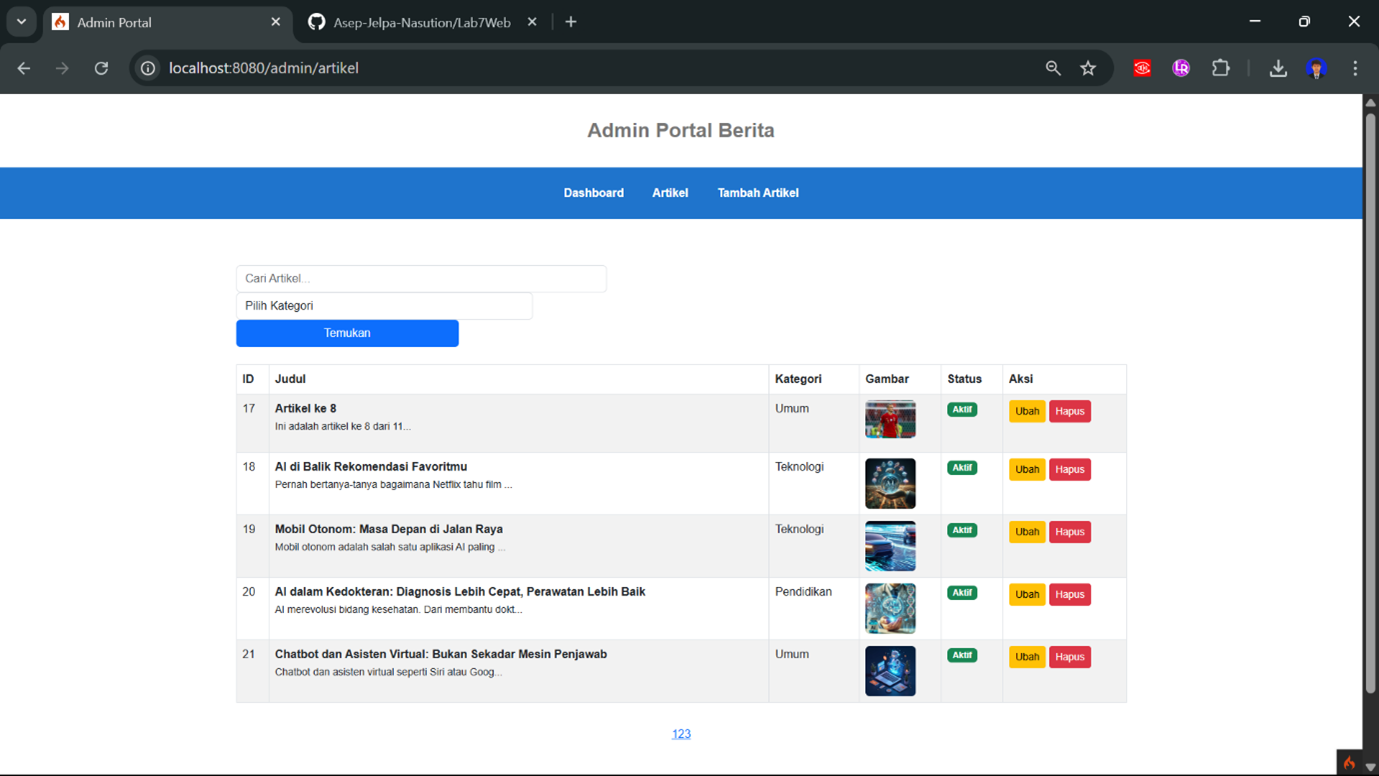 Admin Portal
Asep-Jelpa-Nasution/Lab7Web
localhost:8080/admin/artikel
Admin Portal Berita
Dashboard Artikel Tambah Artikel
Cari Artikel...
Pilih Kategori
Temukan
ID Judul Kategori Gambar Status Aksi
17 Artikel ke 8 Umum Aktif Ubah Hapus
Ini adalah artikel ke 8 dari 11...
18 AI di Balik Rekomendasi Favoritmu Teknologi Aktif Ubah Hapus
Pernah bertanya-tanya bagaimana Netflix tahu film ...
19 Mobil Otonom: Masa Depan di Jalan Raya Teknologi Aktif Ubah Hapus
Mobil otonom adalah salah satu aplikasi AI paling ...
20 AI dalam Kedokteran: Diagnosis Lebih Cepat, Perawatan Lebih Baik Pendidikan Aktif Ubah Hapus
AI merevolusi bidang kesehatan. Dari membantu dokt...
21 Chatbot dan Asisten Virtual: Bukan Sekadar Mesin Penjawab Umum Aktif Ubah Hapus
Chatbot dan asisten virtual seperti Siri atau Goog...
123